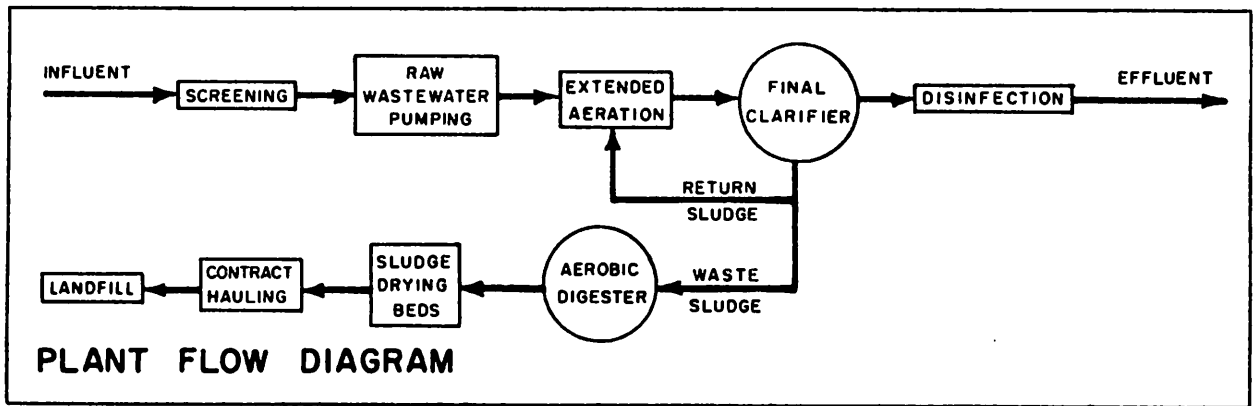 INFLUENT
SCREENING
RAW
WASTEWATER
PUMPING
EXTENDED
AERATION
FINAL
CLARIFIER
DISINFECTION
EFFLUENT
RETURN
SLUDGE
WASTE
SLUDGE
AEROBIC
DIGESTER
SLUDGE
DRYING
BEDS
CONTRACT
HAULING
LANDFILL
PLANT FLOW DIAGRAM